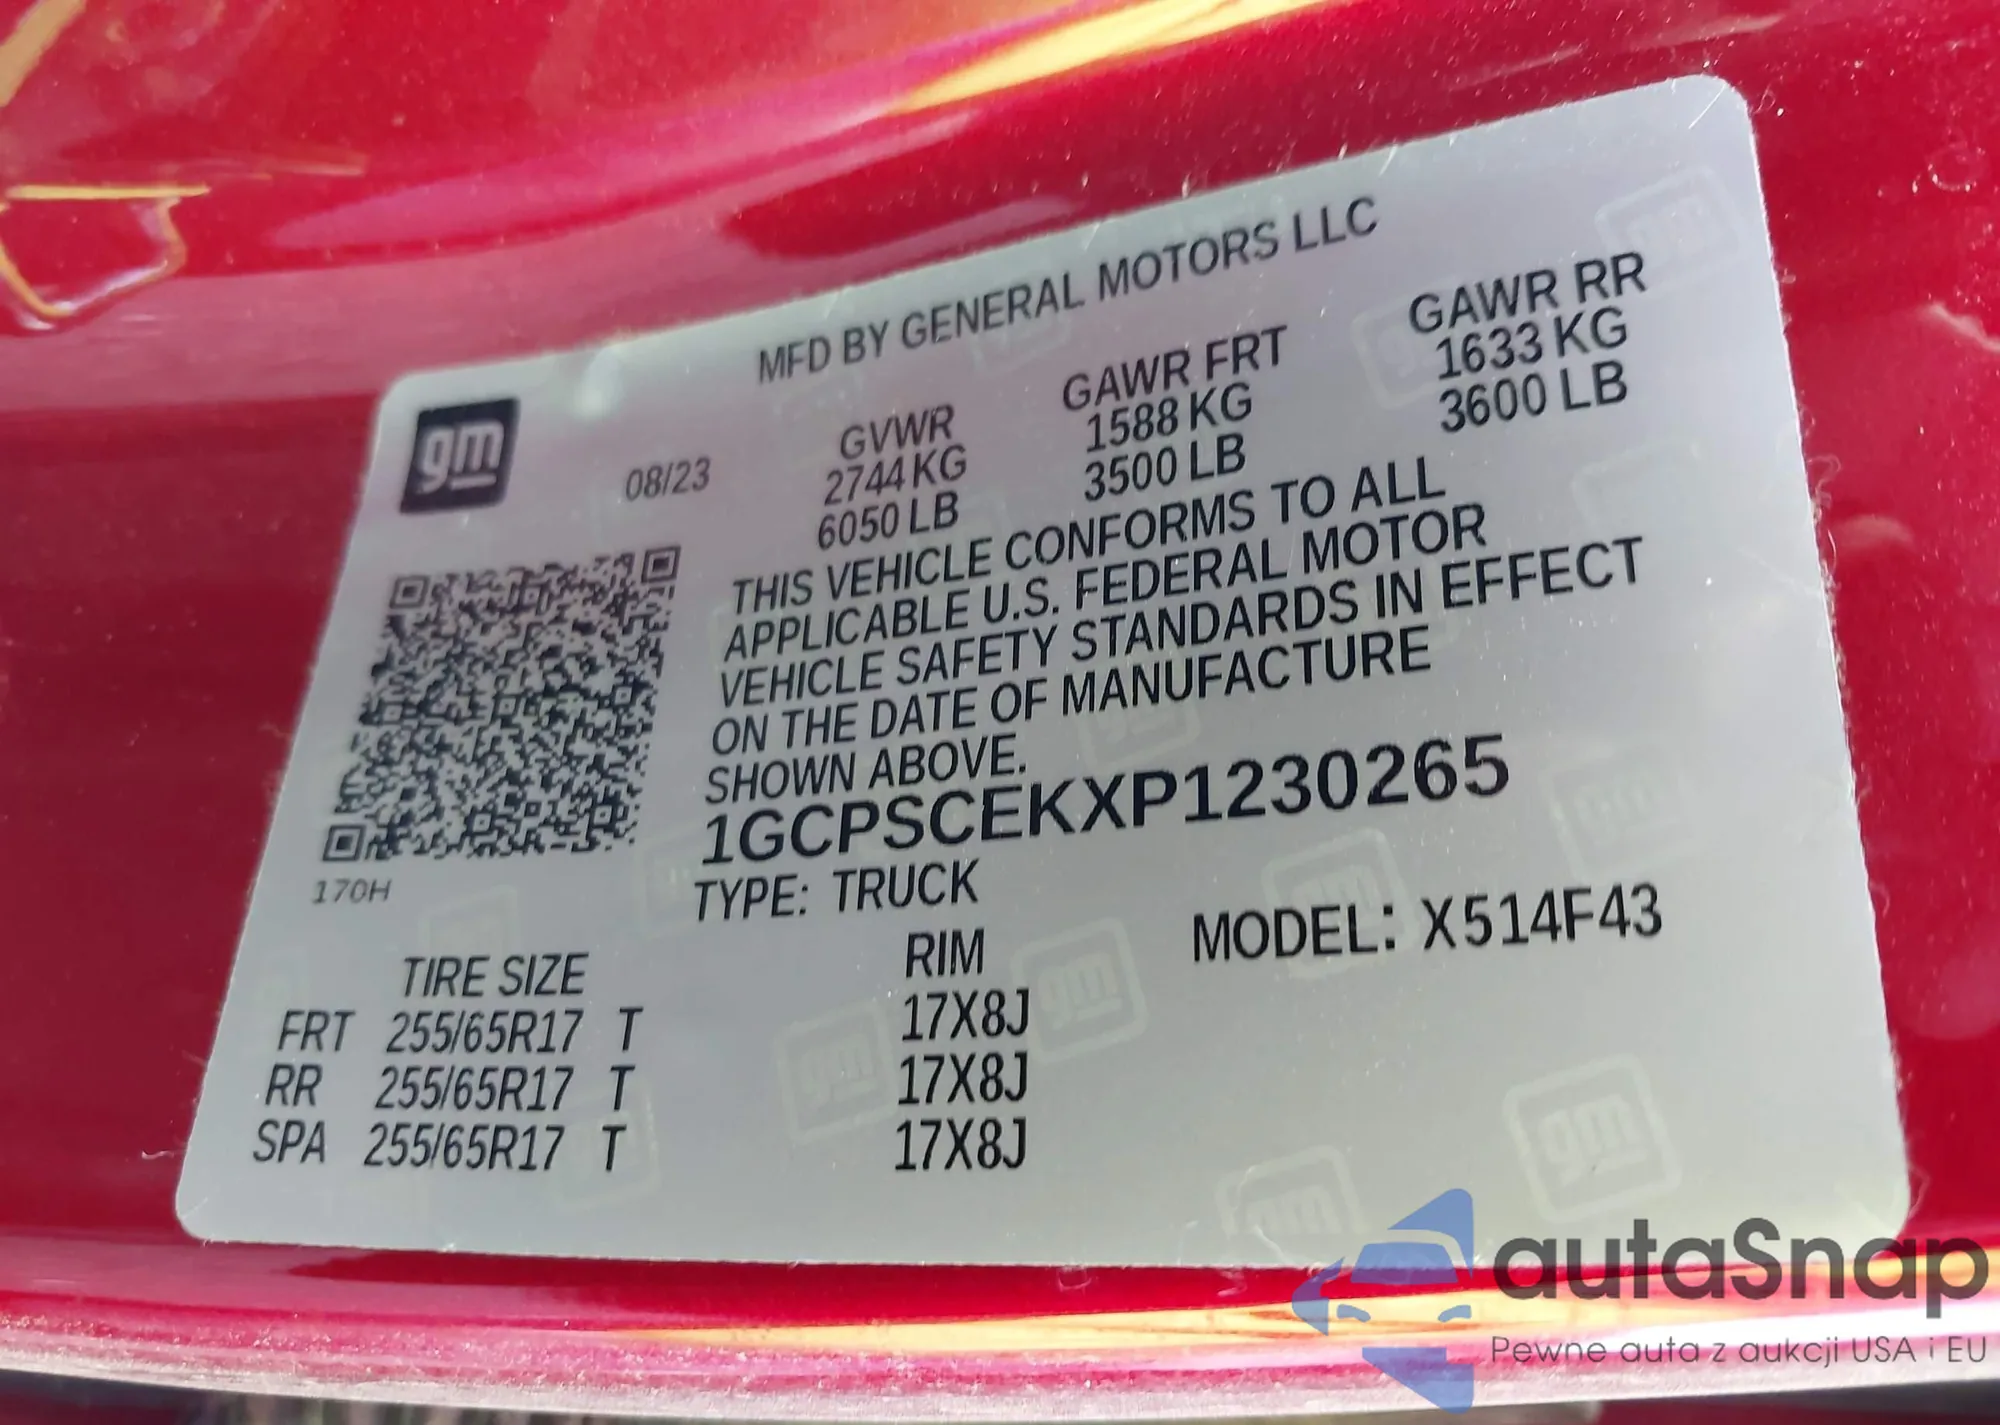 MFD BY GENERAL MOTORS LLC
gm
08/23
GVWR GAWR FRT GAWR RR
2744 KG 1588 KG 1633 KG
6050 LB 3500 LB 3600 LB
THIS VEHICLE CONFORMS TO ALL
APPLICABLE U.S. FEDERAL MOTOR
VEHICLE SAFETY STANDARDS IN EFFECT
ON THE DATE OF MANUFACTURE
SHOWN ABOVE.
1GCPSCEKXP1230265
170H
TYPE: TRUCK MODEL: X514F43
TIRE SIZE RIM
FRT 255/65R17 T 17X8J
RR 255/65R17 T 17X8J
SPA 255/65R17 T 17X8J
autaSnap
Pewne auta z aukcji USA i EU